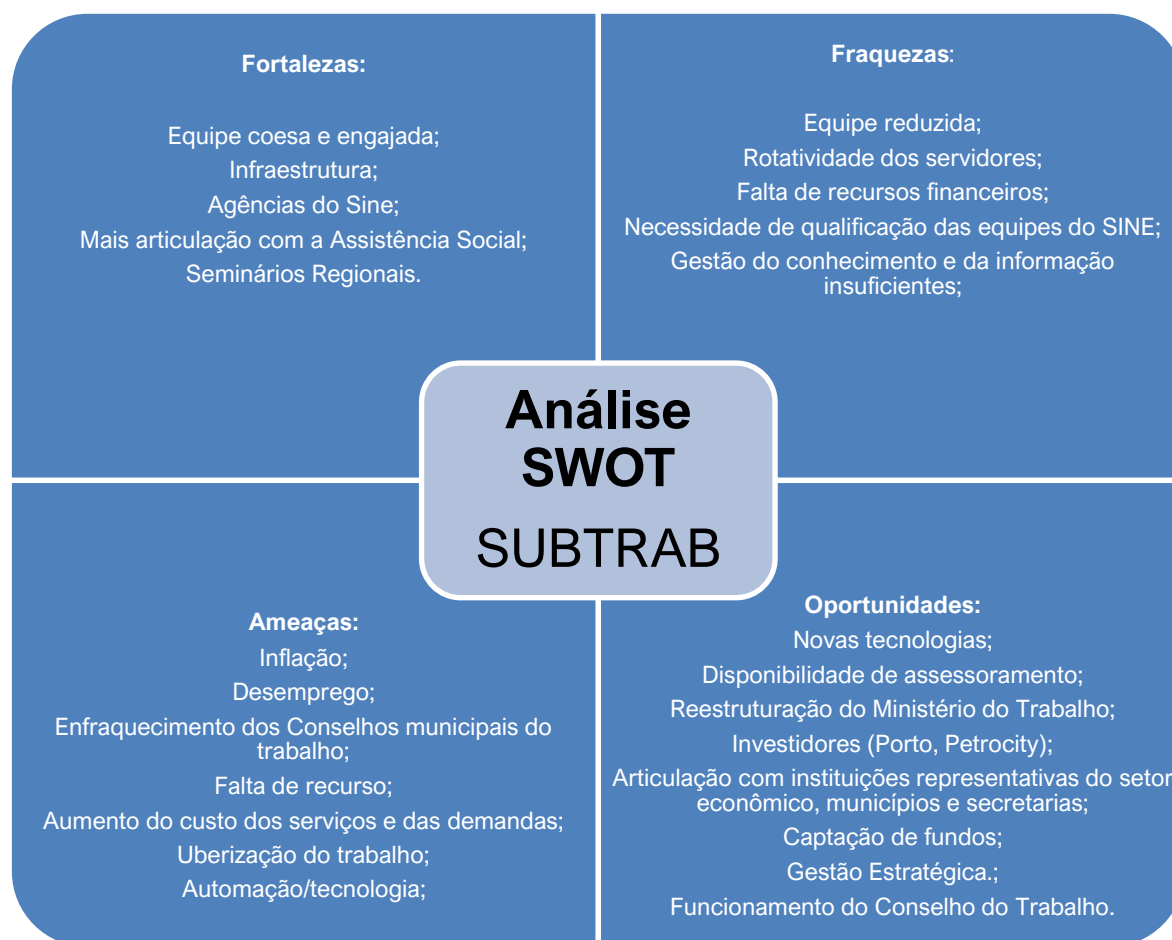 Fortalezas:
Equipe coesa e engajada;
Infraestrutura;
Agências do Sine;
Mais articulação com a Assistência Social;
Seminários Regionais.
Fraquezas:
Equipe reduzida;
Rotatividade dos servidores;
Falta de recursos financeiros;
Necessidade de qualificação das equipes do SINE;
Gestão do conhecimento e da informação
insuficientes;
Análise
SWOT
SUBTRAB
Ameaças:
Inflação;
Desemprego;
Enfraquecimento dos Conselhos municipais do
trabalho;
Falta de recurso;
Aumento do custo dos serviços e das demandas;
Uberização do trabalho;
Automação/tecnologia;
Oportunidades:
Novas tecnologias;
Disponibilidade de assessoramento;
Reestruturação do Ministério do Trabalho;
Investidores (Porto, Petrocity);
Articulação com instituições representativas do setor
econômico, municípios e secretarias;
Captação de fundos;
Gestão Estratégica.;
Funcionamento do Conselho do Trabalho.